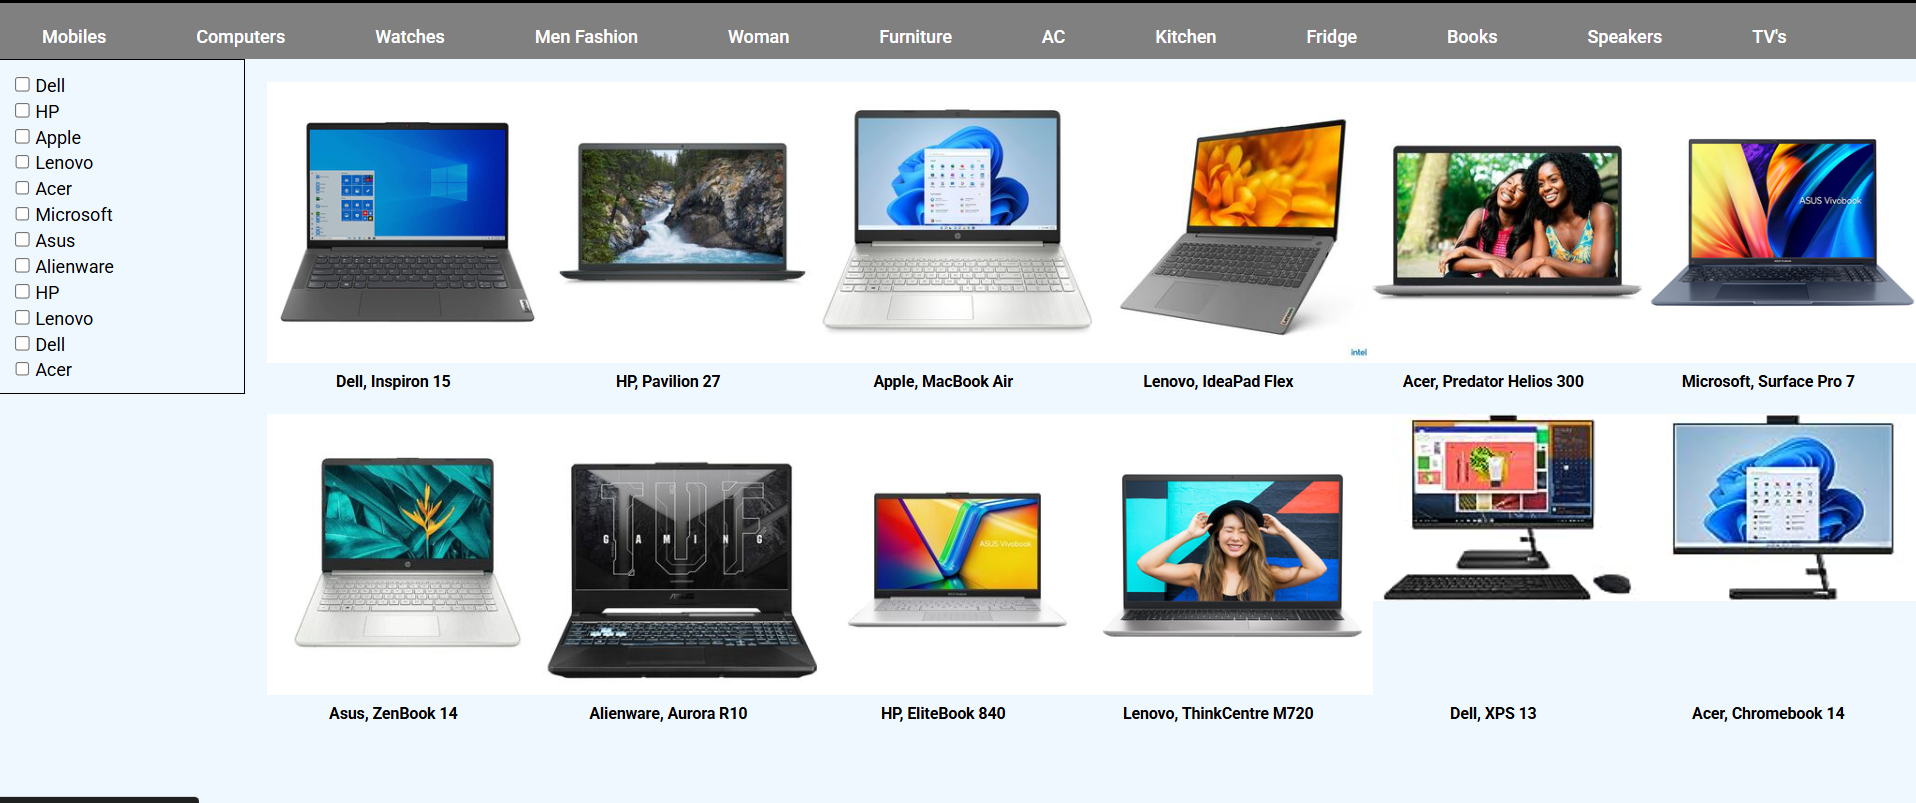 Mobiles Computers Watches Men Fashion Woman Furniture AC Kitchen Fridge Books Speakers TV's
Dell
HP
Apple
Lenovo
Acer
Microsoft
Asus
Alienware
HP
Lenovo
Dell
Acer
ASUS Vivobook
Lenovo
intel
Dell, Inspiron 15
HP, Pavilion 27
Apple, MacBook Air
Lenovo, IdeaPad Flex
Acer, Predator Helios 300
Microsoft, Surface Pro 7
TUF
GAMING
ASUS Vivobook
Asus, ZenBook 14
Alienware, Aurora R10
HP, EliteBook 840
Lenovo, ThinkCentre M720
Dell, XPS 13
Acer, Chromebook 14